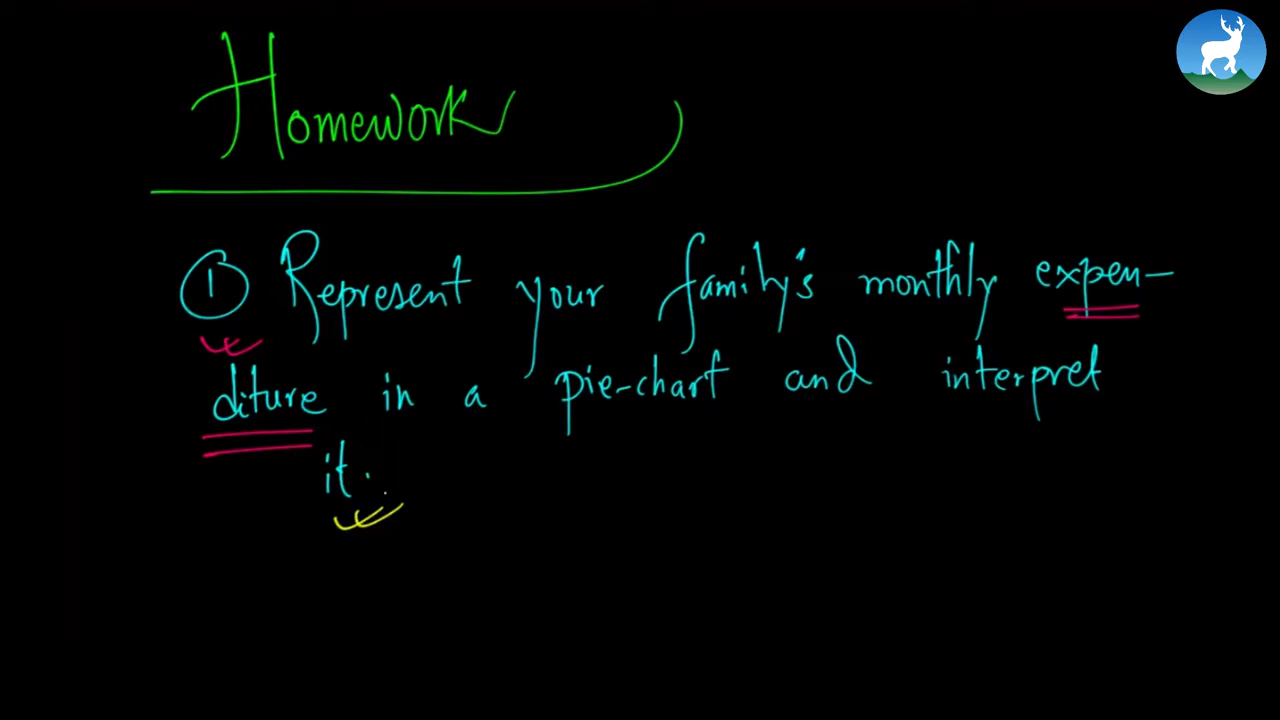 Homework
① Represent your family's monthly expen-
diture in a pie-chart and interpret
it.